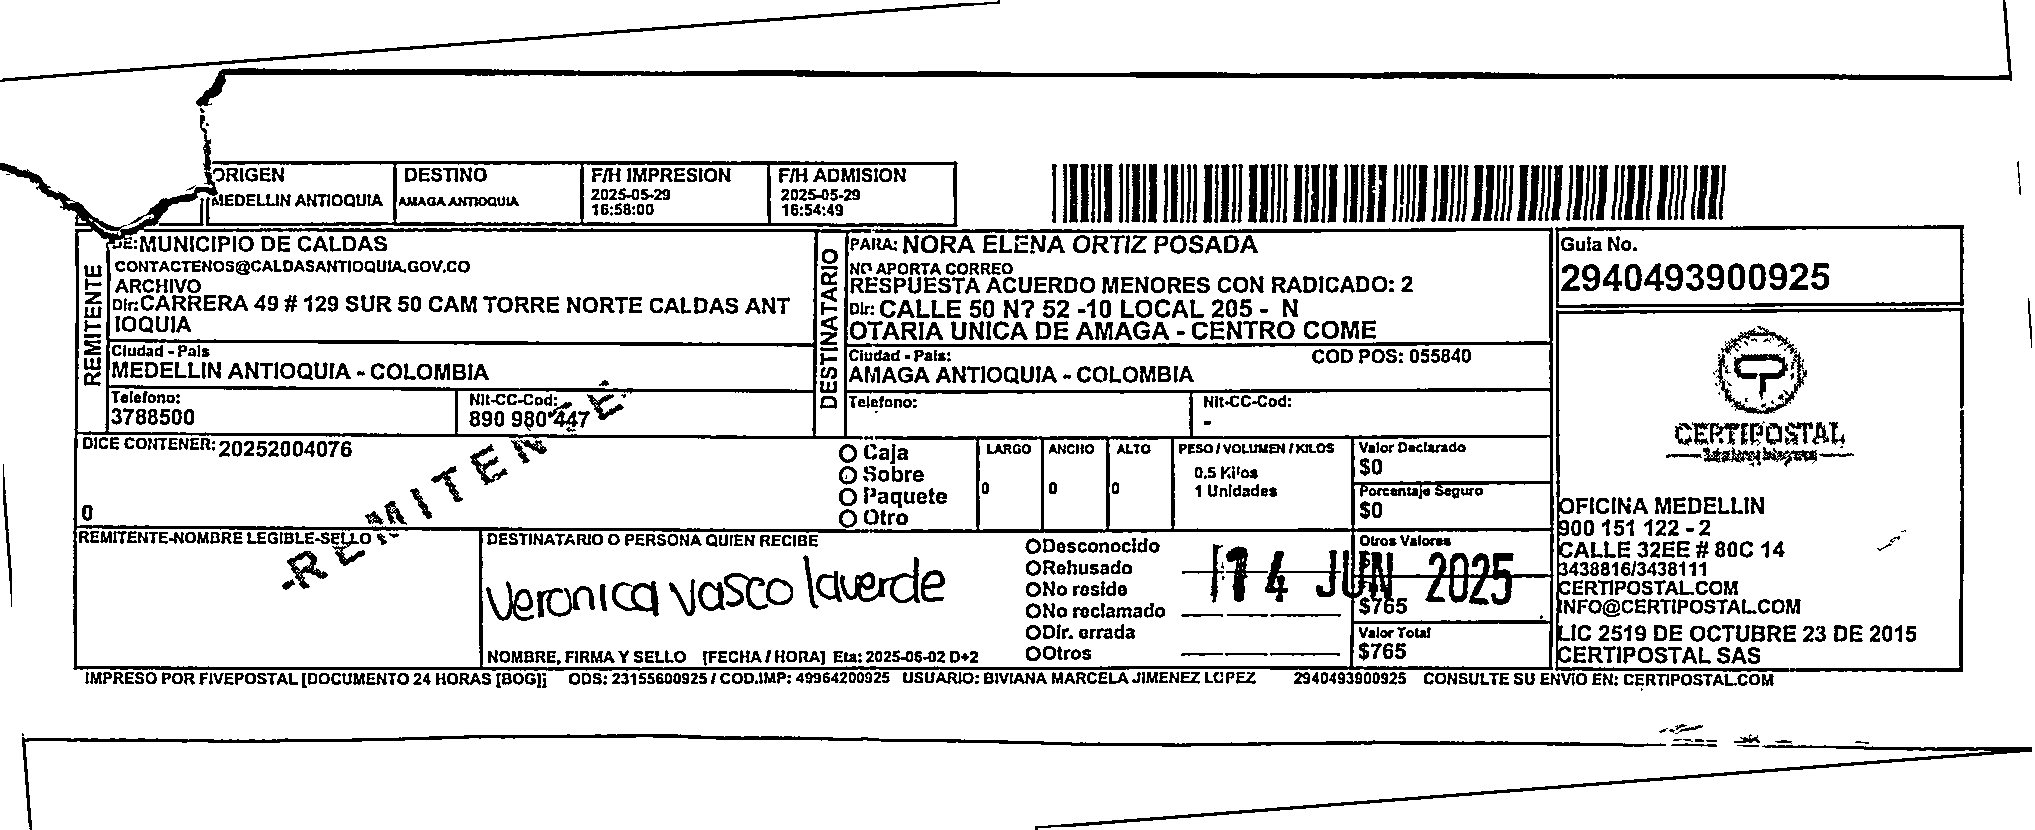 ORIGEN
MEDELLIN ANTIOQUIA
DESTINO
AMAGA ANTIOQUIA
F/H IMPRESION
2025-05-29
16:58:00
F/H ADMISION
2025-05-29
16:54:49
REMITENTE
DE: MUNICIPIO DE CALDAS
CONTACTENOS@CALDASANTIOQUIA.GOV.CO
ARCHIVO
Dir: CARRERA 49 # 129 SUR 50 CAM TORRE NORTE CALDAS ANT
IOQUIA
Ciudad - Pais
MEDELLIN ANTIOQUIA - COLOMBIA
Telefono:
3788500
Nit-CC-Cod:
890 980 447
DESTINATARIO
PARA: NORA ELENA ORTIZ POSADA
NO APORTA CORREO
RESPUESTA ACUERDO MENORES CON RADICADO: 2
Dir: CALLE 50 N? 52 -10 LOCAL 205 - N
OTARIA UNICA DE AMAGA - CENTRO COME
Ciudad - Pais:
COD POS: 055840
AMAGA ANTIOQUIA - COLOMBIA
Telefono:
Nit-CC-Cod:
-
Guia No.
2940493900925
DICE CONTENER: 20252004076
0
Caja
Sobre
Paquete
Otro
LARGO
0
ANCHO
0
ALTO
0
PESO / VOLUMEN / KILOS
0.5 Kilos
1 Unidades
Valor Declarado
$0
Porcentaje Seguro
$0
REMITENTE-NOMBRE LEGIBLE-SELLO
-REMITENTE-
DESTINATARIO O PERSONA QUIEN RECIBE
Veronica Vasco laverde
NOMBRE, FIRMA Y SELLO [FECHA / HORA] Eta: 2025-06-02 D+2
Desconocido
Rehusado
No reside
No reclamado
Dir. errada
Otros
14 JUN 2025
Otros Valores
$765
Valor Total
$765
CERTIPOSTAL
OFICINA MEDELLIN
900 151 122 - 2
CALLE 32EE # 80C 14
3438816/3438111
CERTIPOSTAL.COM
INFO@CERTIPOSTAL.COM
LIC 2519 DE OCTUBRE 23 DE 2015
CERTIPOSTAL SAS
IMPRESO POR FIVEPOSTAL [DOCUMENTO 24 HORAS [BOG]] ODS: 23155600925 / COD.IMP: 49964200925 USUARIO: BIVIANA MARCELA JIMENEZ LOPEZ 2940493900925 CONSULTE SU ENVIO EN: CERTIPOSTAL.COM